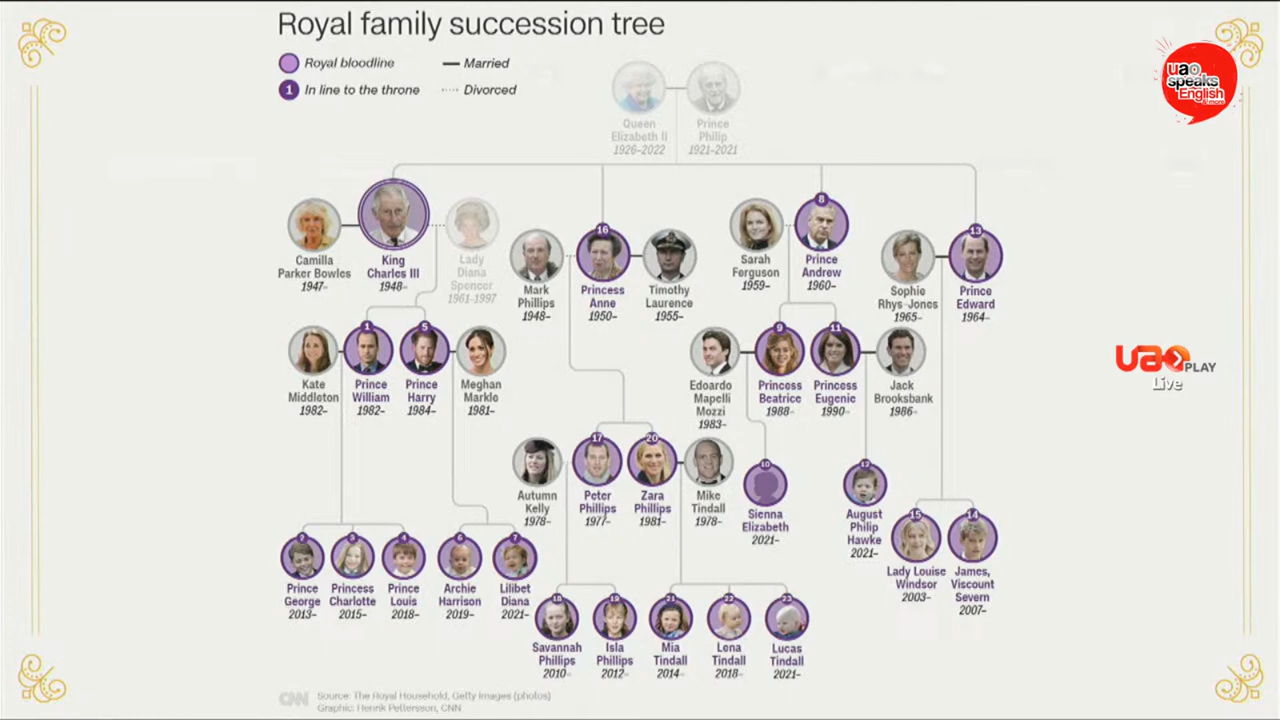 Royal family succession tree
Royal bloodline
Married
1 In line to the throne
Divorced
uao
speaks
English
& more
Queen
Elizabeth II
1926-2022
Prince
Philip
1921-2021
Camilla
Parker Bowles
1947-
King
Charles III
1948-
Lady
Diana
Spencer
1961-1997
Mark
Phillips
1948-
16
Princess
Anne
1950-
Timothy
Laurence
1955-
Sarah
Ferguson
1959-
8
Prince
Andrew
1960-
Sophie
Rhys-Jones
1965-
13
Prince
Edward
1964-
Kate
Middleton
1982-
1
Prince
William
1982-
5
Prince
Harry
1984-
Meghan
Markle
1981-
Edoardo
Mapelli
Mozzi
1983-
9
Princess
Beatrice
1988-
11
Princess
Eugenie
1990-
Jack
Brooksbank
1986-
uao PLAY
Live
Autumn
Kelly
1978-
17
Peter
Phillips
1977-
20
Zara
Phillips
1981-
Mike
Tindall
1978-
10
Sienna
Elizabeth
2021-
12
August
Philip
Hawke
2021-
15
Lady Louise
Windsor
2003-
14
James,
Viscount
Severn
2007-
2
Prince
George
2013-
3
Princess
Charlotte
2015-
4
Prince
Louis
2018-
6
Archie
Harrison
2019-
7
Lilibet
Diana
2021-
18
Savannah
Phillips
2010-
19
Isla
Phillips
2012-
21
Mia
Tindall
2014-
22
Lena
Tindall
2018-
23
Lucas
Tindall
2021-
CNN
Source: The Royal Household, Getty Images (photos)
Graphic: Henrik Pettersson, CNN